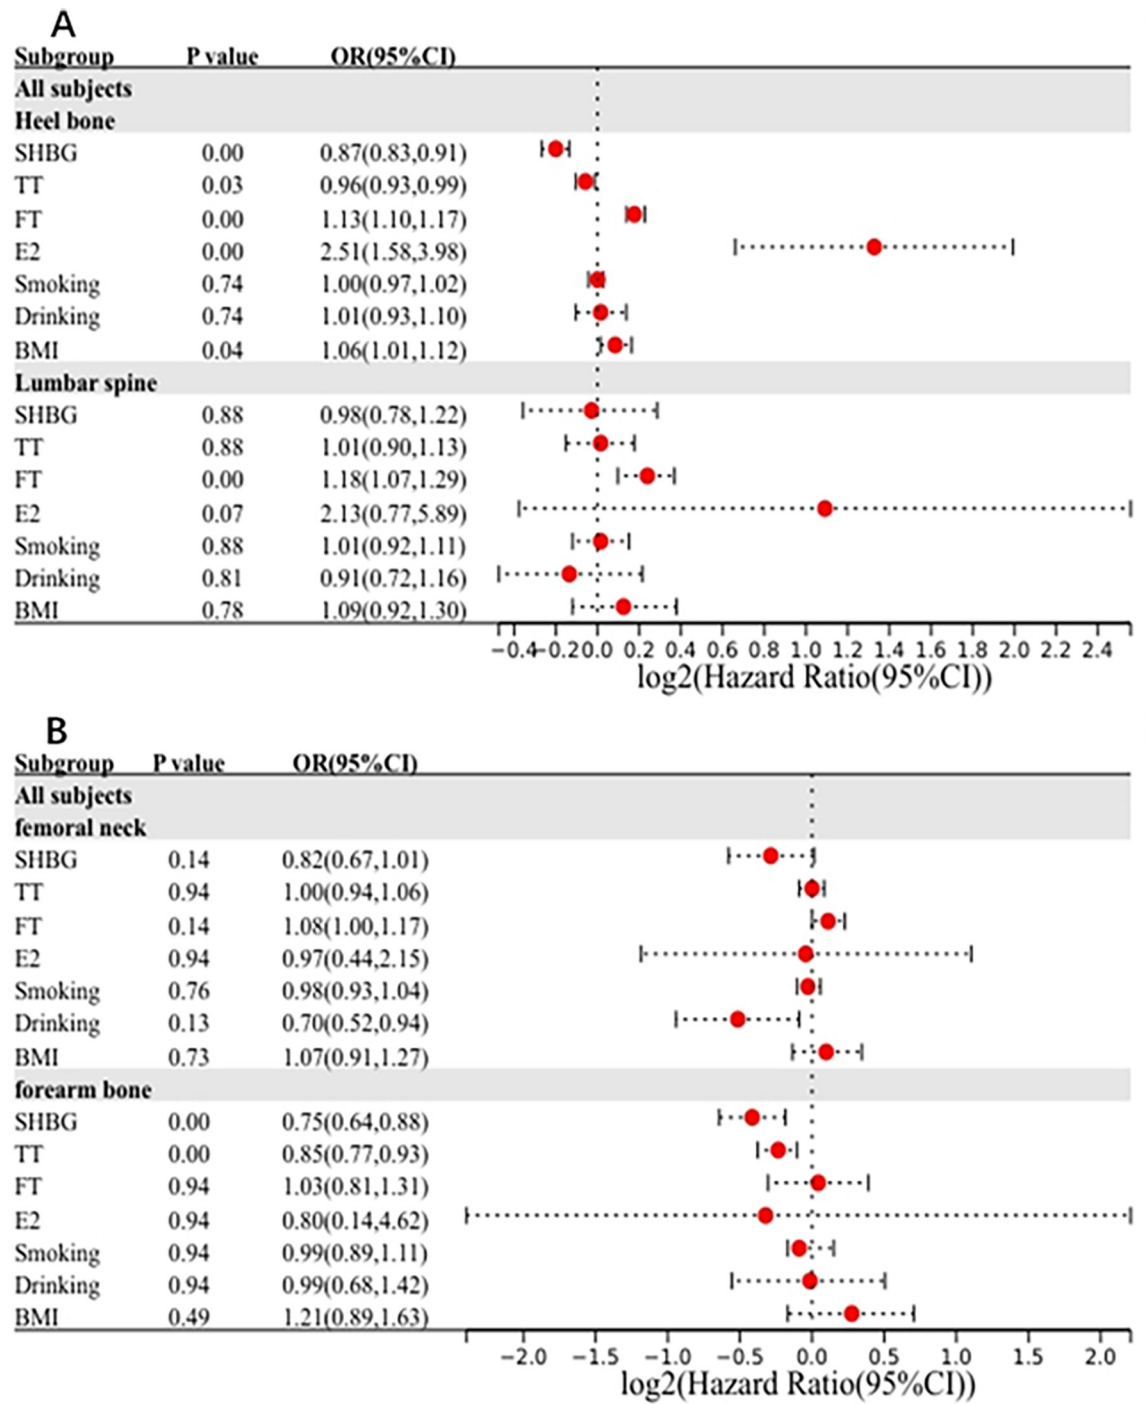 A
Subgroup P value OR(95%CI)
All subjects
Heel bone
SHBG 0.00 0.87(0.83,0.91)
TT 0.03 0.96(0.93,0.99)
FT 0.00 1.13(1.10,1.17)
E2 0.00 2.51(1.58,3.98)
Smoking 0.74 1.00(0.97,1.02)
Drinking 0.74 1.01(0.93,1.10)
BMI 0.04 1.06(1.01,1.12)
Lumbar spine
SHBG 0.88 0.98(0.78,1.22)
TT 0.88 1.01(0.90,1.13)
FT 0.00 1.18(1.07,1.29)
E2 0.07 2.13(0.77,5.89)
Smoking 0.88 1.01(0.92,1.11)
Drinking 0.81 0.91(0.72,1.16)
BMI 0.78 1.09(0.92,1.30)
−0.4 −0.2 0.0 0.2 0.4 0.6 0.8 1.0 1.2 1.4 1.6 1.8 2.0 2.2 2.4
log2(Hazard Ratio(95%CI))
B
Subgroup P value OR(95%CI)
All subjects
femoral neck
SHBG 0.14 0.82(0.67,1.01)
TT 0.94 1.00(0.94,1.06)
FT 0.14 1.08(1.00,1.17)
E2 0.94 0.97(0.44,2.15)
Smoking 0.76 0.98(0.93,1.04)
Drinking 0.13 0.70(0.52,0.94)
BMI 0.73 1.07(0.91,1.27)
forearm bone
SHBG 0.00 0.75(0.64,0.88)
TT 0.00 0.85(0.77,0.93)
FT 0.94 1.03(0.81,1.31)
E2 0.94 0.80(0.14,4.62)
Smoking 0.94 0.99(0.89,1.11)
Drinking 0.94 0.99(0.68,1.42)
BMI 0.49 1.21(0.89,1.63)
−2.0 −1.5 −1.0 −0.5 0.0 0.5 1.0 1.5 2.0
log2(Hazard Ratio(95%CI))